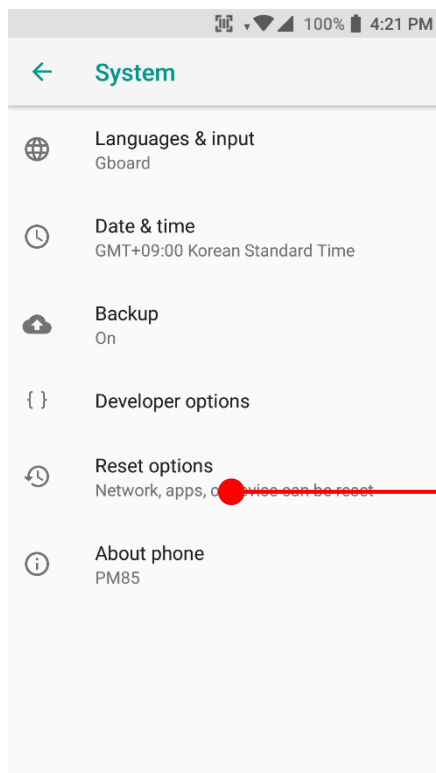 100% 4:21 PM
System
Languages & input
Gboard
Date & time
GMT+09:00 Korean Standard Time
Backup
On
{ } Developer options
Reset options
Network, apps, or device can be reset
About phone
PM85